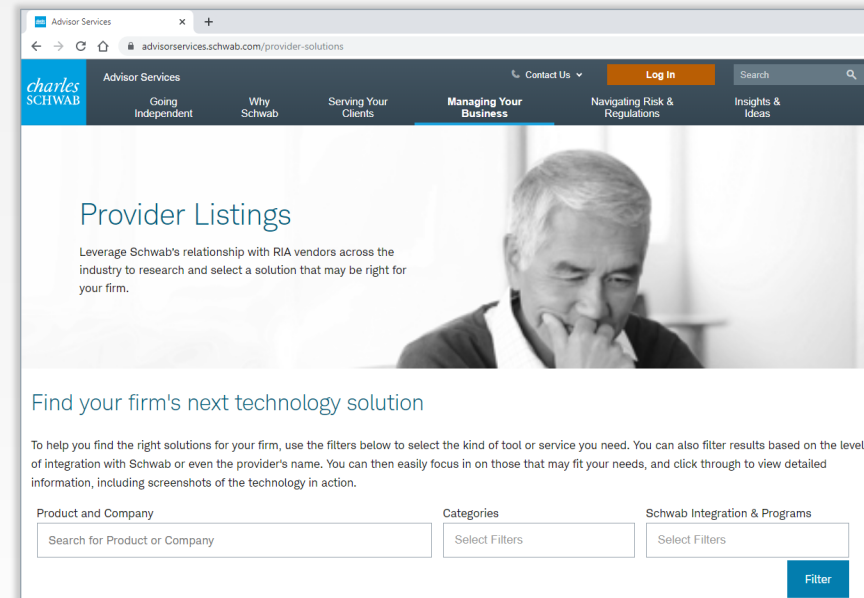 Advisor Services
advisorservices.schwab.com/provider-solutions
charles
SCHWAB
Advisor Services
Contact Us
Log In
Search
Going
Independent
Why
Schwab
Serving Your
Clients
Managing Your
Business
Navigating Risk &
Regulations
Insights &
Ideas
Provider Listings
Leverage Schwab's relationship with RIA vendors across the
industry to research and select a solution that may be right for
your firm.
Find your firm's next technology solution
To help you find the right solutions for your firm, use the filters below to select the kind of tool or service you need. You can also filter results based on the level
of integration with Schwab or even the provider's name. You can then easily focus in on those that may fit your needs, and click through to view detailed
information, including screenshots of the technology in action.
Product and Company
Categories
Schwab Integration & Programs
Search for Product or Company
Select Filters
Select Filters
Filter